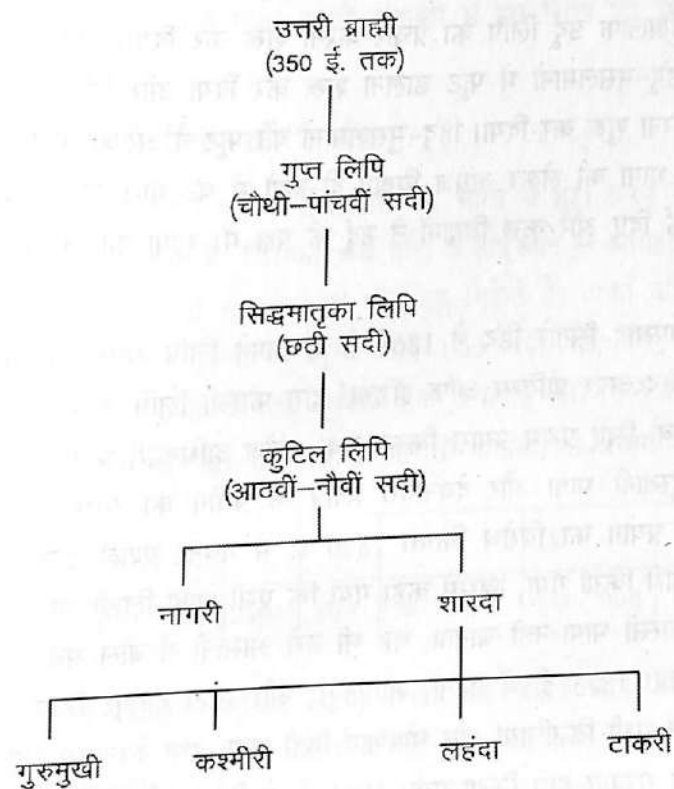 उत्तरी ब्राह्मी
(350 ई. तक)
गुप्त लिपि
(चौथी–पाचवीं सदी)
सिद्धमातृका लिपि
(छठी सदी)
कुटिल लिपि
(आठवीं–नौवीं सदी)
नागरी शारदा
गुरुमुखी कश्मीरी लहंदा टाकरी